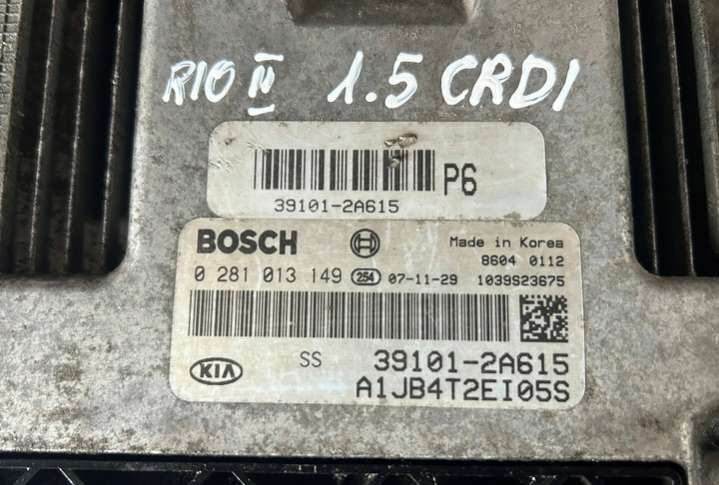 RIO II 1.5 CRDI
P6
39101-2A615
BOSCH Made in Korea
8604 0112
0 281 013 149 254 07-11-29 1039S23675
KIA SS 39101-2A615
A1JB4T2EI05S